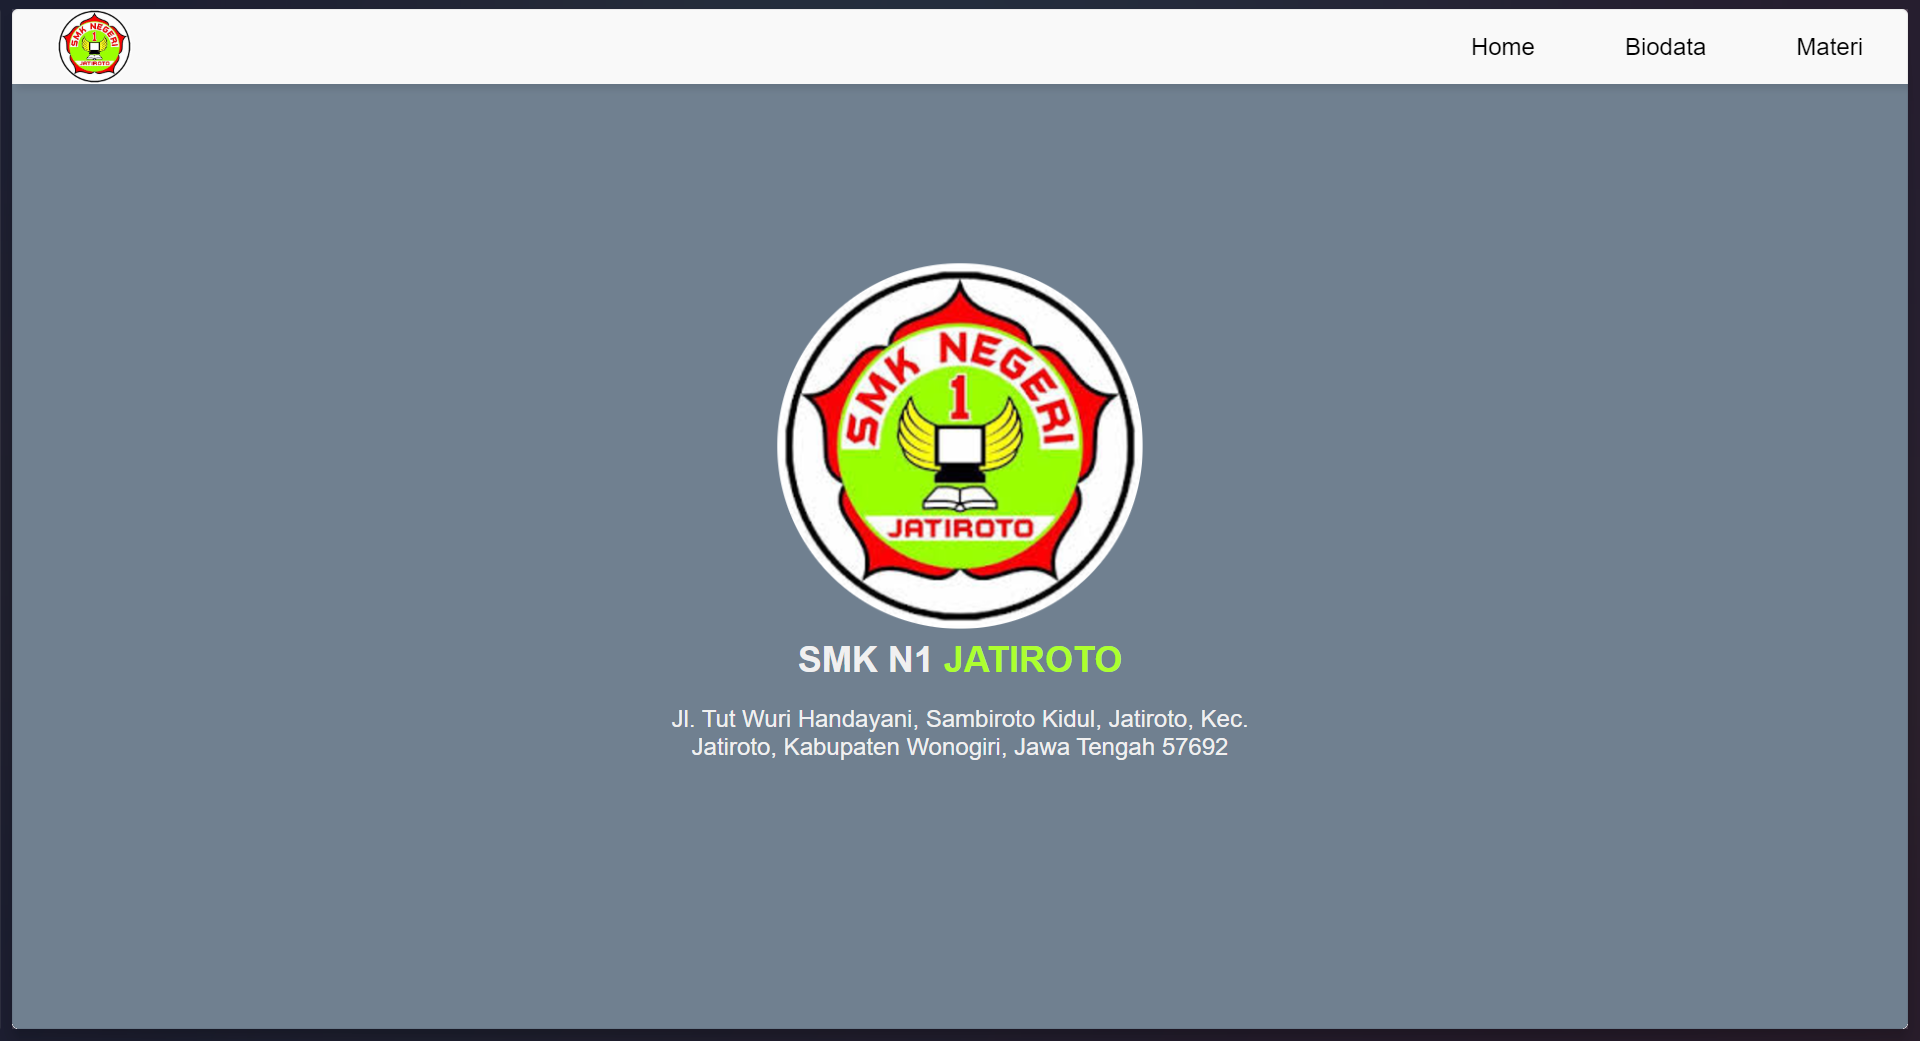 SMK NEGERI
1
JATIROTO
Home Biodata Materi
SMK NEGERI
1
JATIROTO
SMK N1 JATIROTO
Jl. Tut Wuri Handayani, Sambiroto Kidul, Jatiroto, Kec.
Jatiroto, Kabupaten Wonogiri, Jawa Tengah 57692